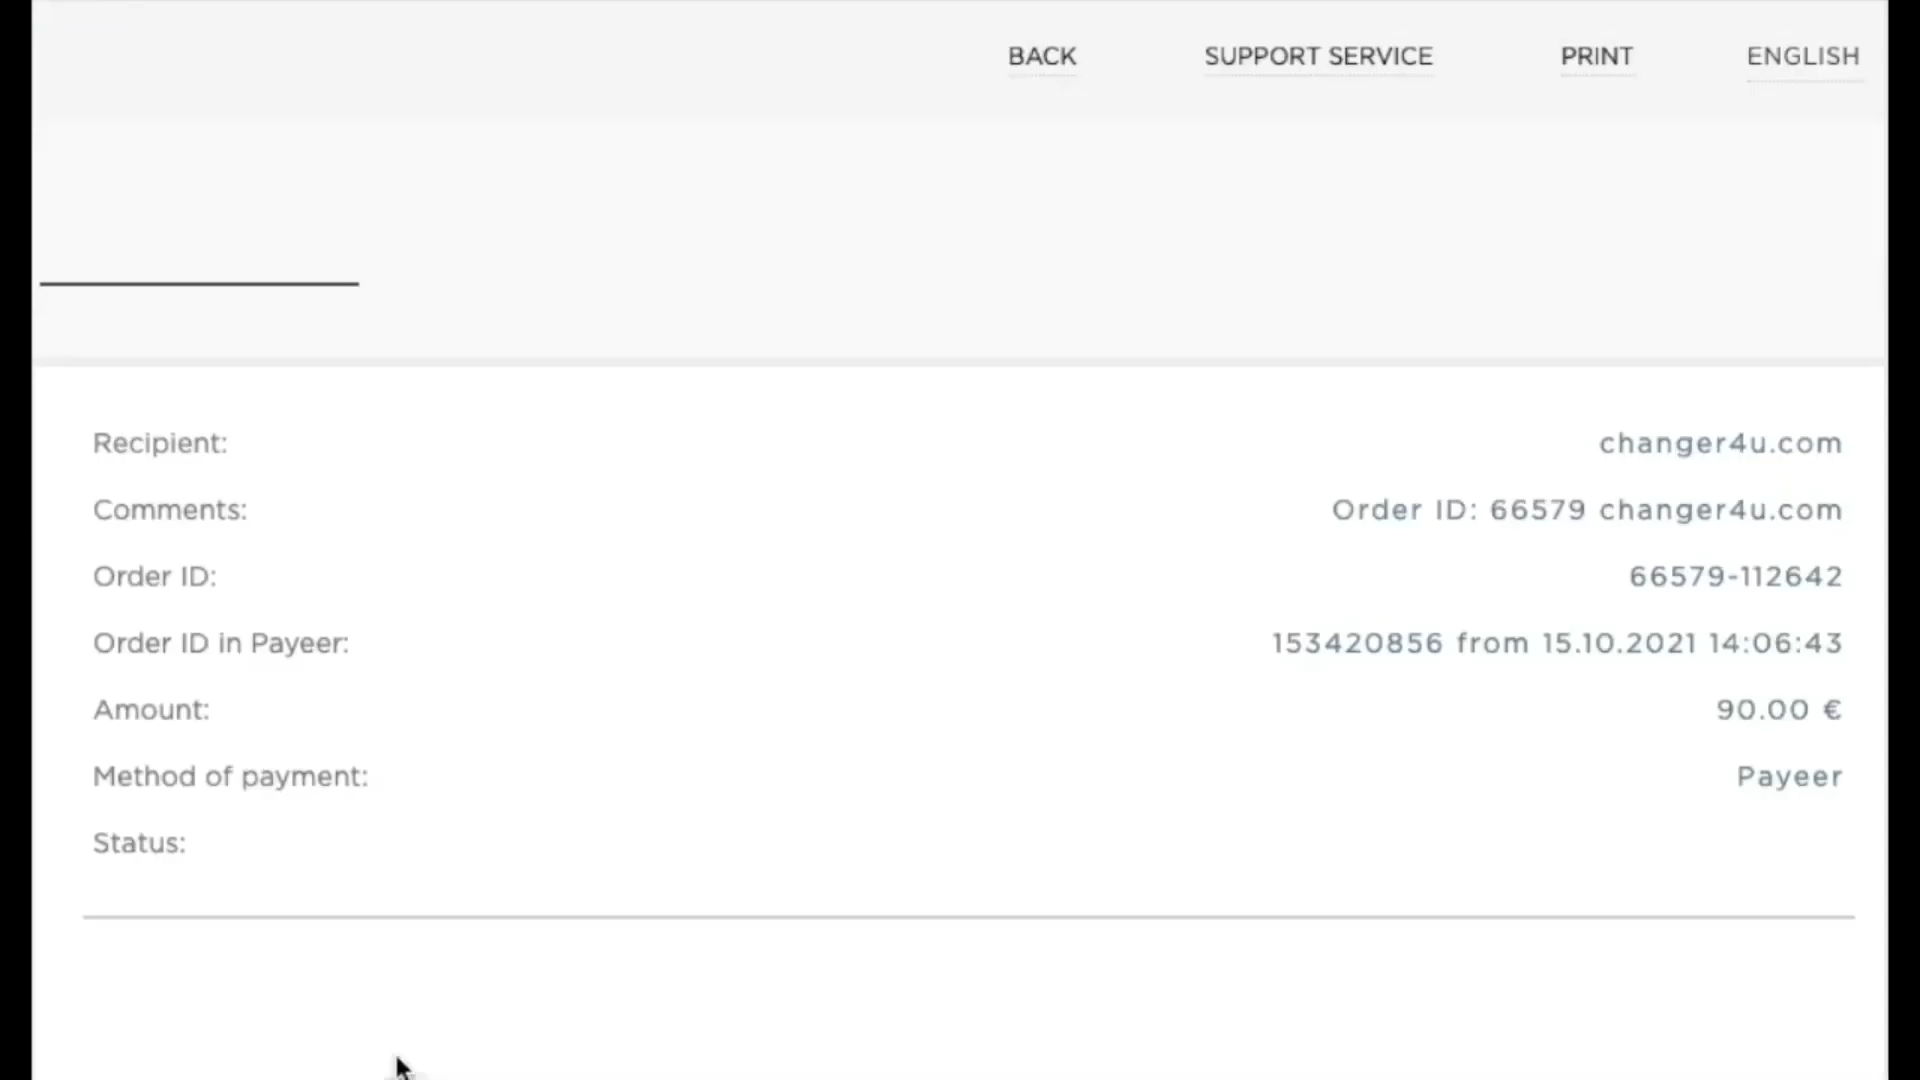 BACK SUPPORT SERVICE PRINT ENGLISH
Recipient: changer4u.com
Comments: Order ID: 66579 changer4u.com
Order ID: 66579-112642
Order ID in Payeer: 153420856 from 15.10.2021 14:06:43
Amount: 90.00 €
Method of payment: Payeer
Status: